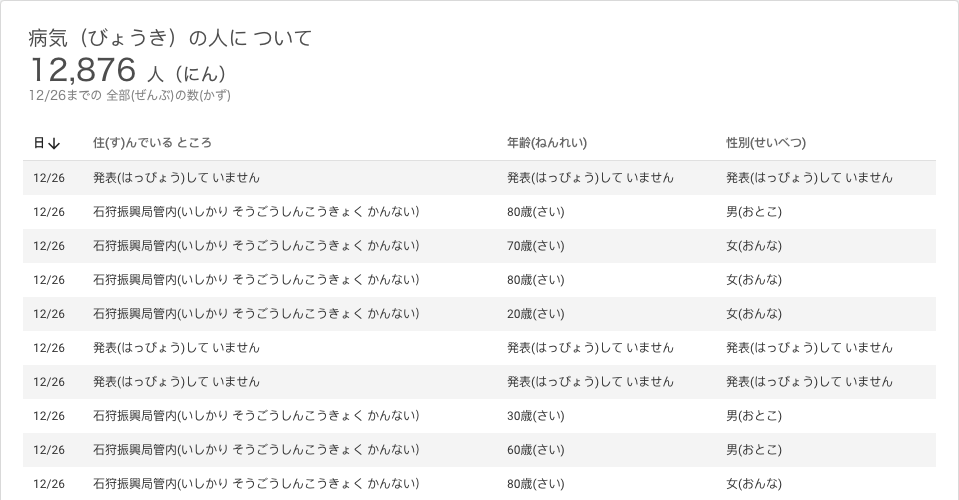 病気（びょうき）の人に ついて
12,876 人（にん）
12/26までの 全部(ぜんぶ)の数(かず)
日↓ 住(す)んでいる ところ 年齢(ねんれい) 性別(せいべつ)
12/26 発表(はっぴょう)して いません 発表(はっぴょう)して いません 発表(はっぴょう)して いません
12/26 石狩振興局管内(いしかり そうごうしんこうきょく かんない) 80歳(さい) 男(おとこ)
12/26 石狩振興局管内(いしかり そうごうしんこうきょく かんない) 70歳(さい) 女(おんな)
12/26 石狩振興局管内(いしかり そうごうしんこうきょく かんない) 80歳(さい) 女(おんな)
12/26 石狩振興局管内(いしかり そうごうしんこうきょく かんない) 20歳(さい) 女(おんな)
12/26 発表(はっぴょう)して いません 発表(はっぴょう)して いません 発表(はっぴょう)して いません
12/26 発表(はっぴょう)して いません 発表(はっぴょう)して いません 発表(はっぴょう)して いません
12/26 石狩振興局管内(いしかり そうごうしんこうきょく かんない) 30歳(さい) 男(おとこ)
12/26 石狩振興局管内(いしかり そうごうしんこうきょく かんない) 60歳(さい) 男(おとこ)
12/26 石狩振興局管内(いしかり そうごうしんこうきょく かんない) 80歳(さい) 女(おんな)